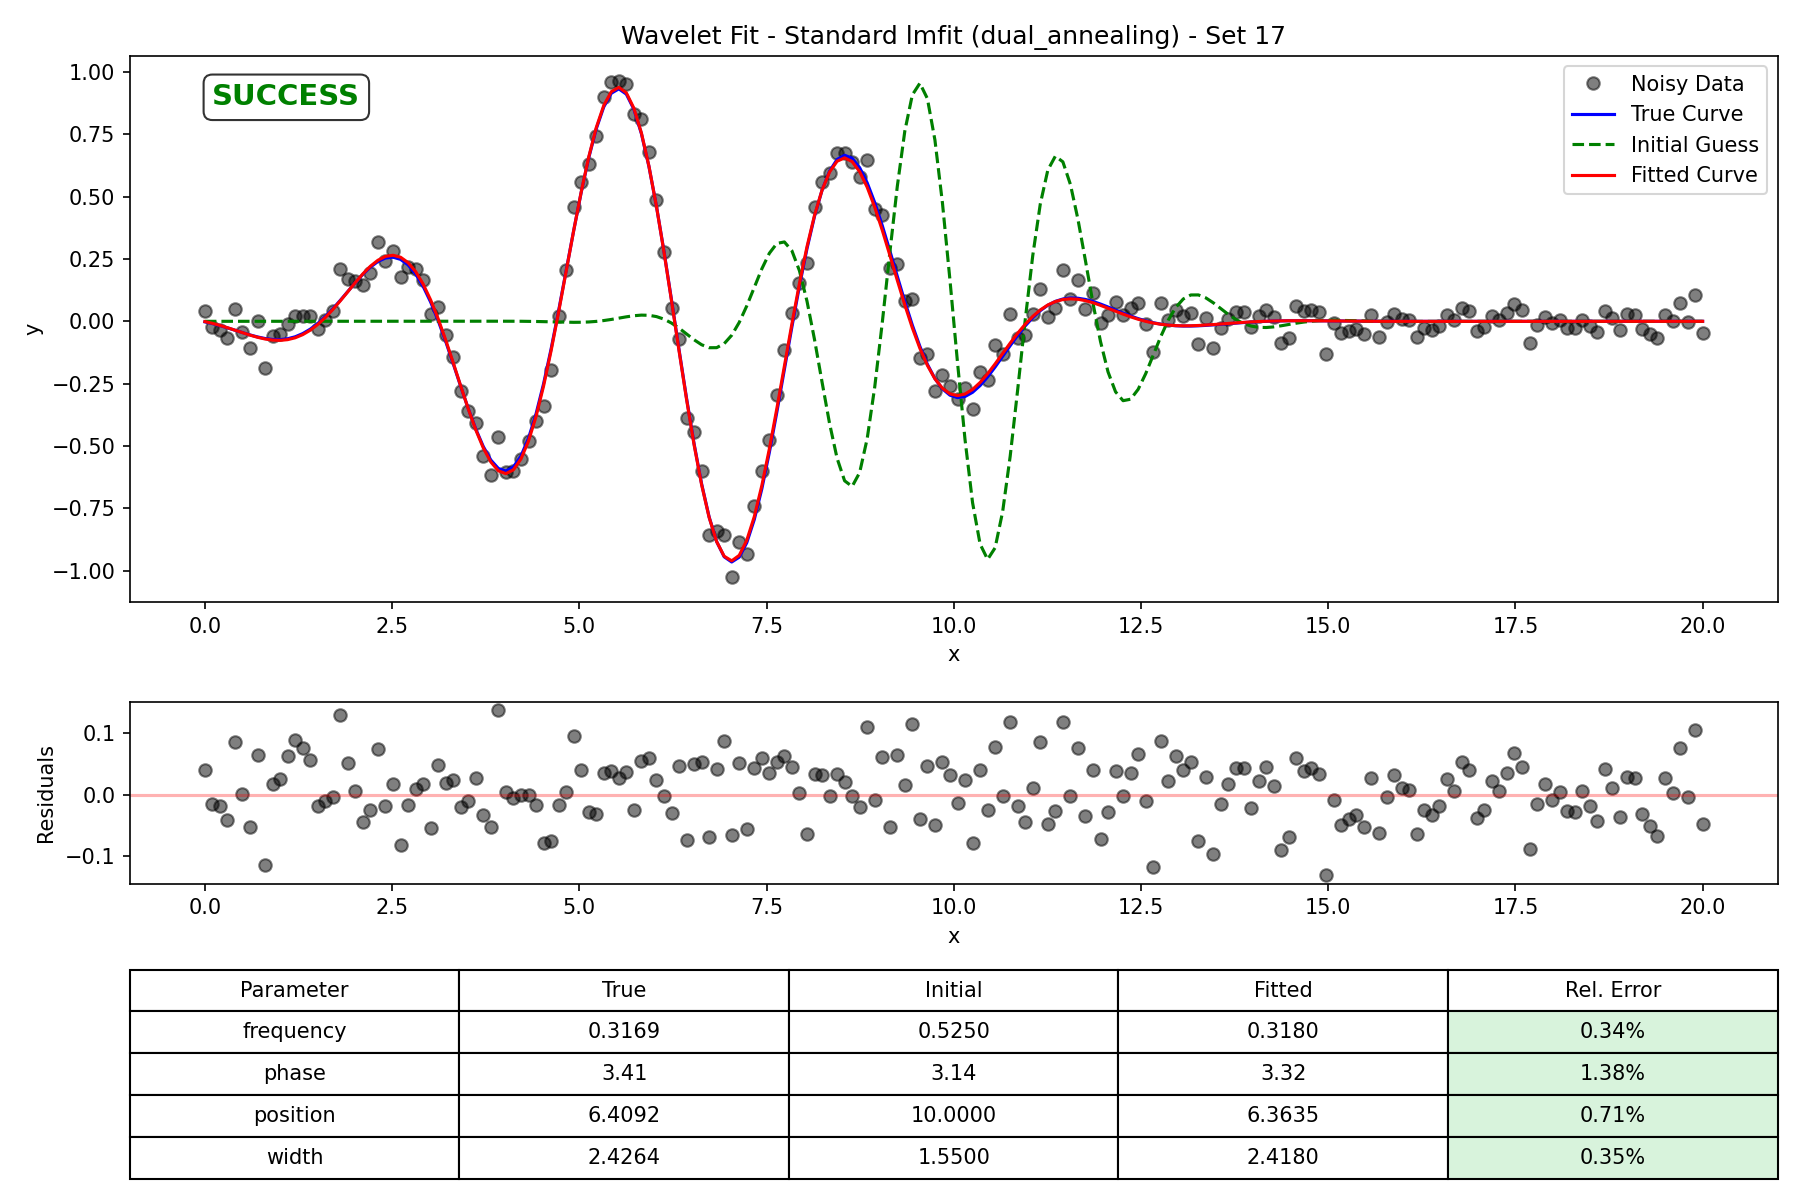 Wavelet Fit - Standard lmfit (dual_annealing) - Set 17
SUCCESS
Noisy Data
True Curve
Initial Guess
Fitted Curve
1.00
0.75
0.50
0.25
0.00
−0.25
−0.50
−0.75
−1.00
y
0.0 2.5 5.0 7.5 10.0 12.5 15.0 17.5 20.0
x
0.1
0.0
−0.1
Residuals
0.0 2.5 5.0 7.5 10.0 12.5 15.0 17.5 20.0
x
Parameter True Initial Fitted Rel. Error
frequency 0.3169 0.5250 0.3180 0.34%
phase 3.41 3.14 3.32 1.38%
position 6.4092 10.0000 6.3635 0.71%
width 2.4264 1.5500 2.4180 0.35%